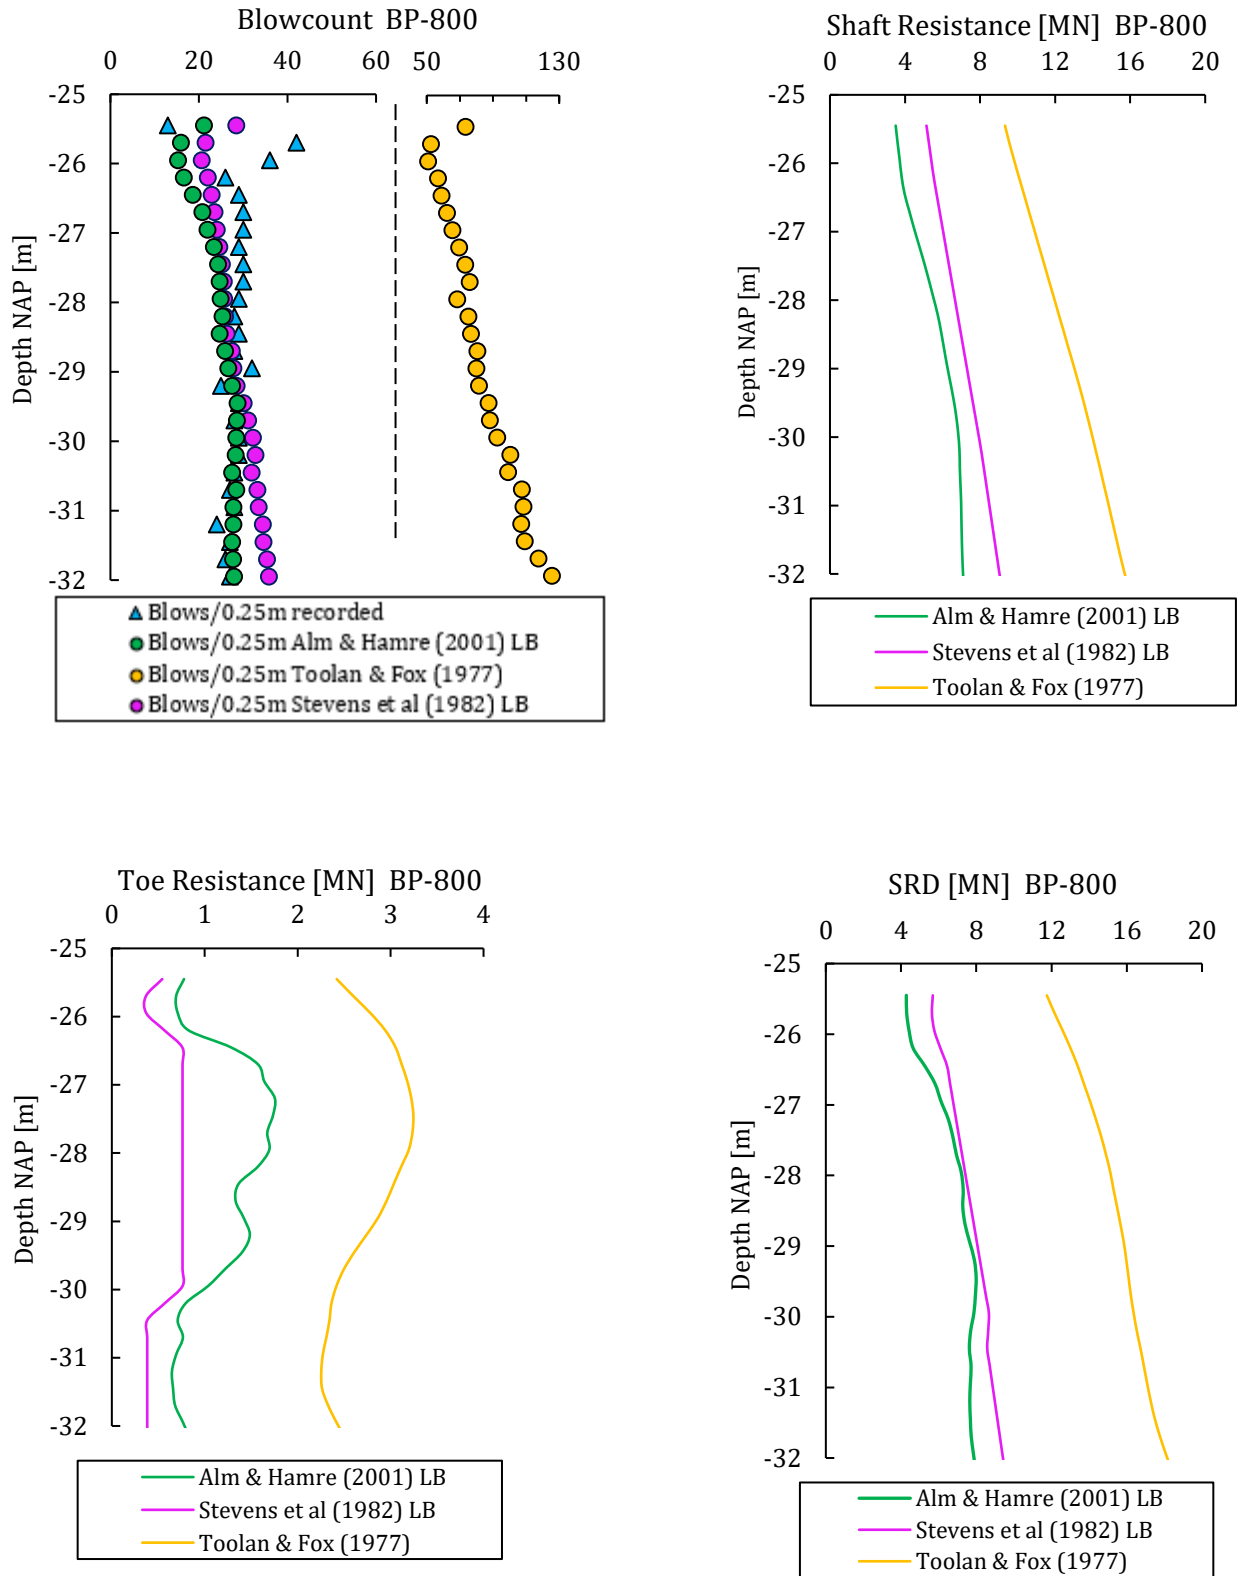 Blowcount BP-800
0 20 40 60 50 130
-25
-26
-27
-28
-29
-30
-31
-32
Depth NAP [m]
Blows/0.25m recorded
Blows/0.25m Alm & Hamre (2001) LB
Blows/0.25m Toolan & Fox (1977)
Blows/0.25m Stevens et al (1982) LB
Shaft Resistance [MN] BP-800
0 4 8 12 16 20
-25
-26
-27
-28
-29
-30
-31
-32
Depth NAP [m]
Alm & Hamre (2001) LB
Stevens et al (1982) LB
Toolan & Fox (1977)
Toe Resistance [MN] BP-800
0 1 2 3 4
-25
-26
-27
-28
-29
-30
-31
-32
Depth NAP [m]
Alm & Hamre (2001) LB
Stevens et al (1982) LB
Toolan & Fox (1977)
SRD [MN] BP-800
0 4 8 12 16 20
-25
-26
-27
-28
-29
-30
-31
-32
Depth NAP [m]
Alm & Hamre (2001) LB
Stevens et al (1982) LB
Toolan & Fox (1977)